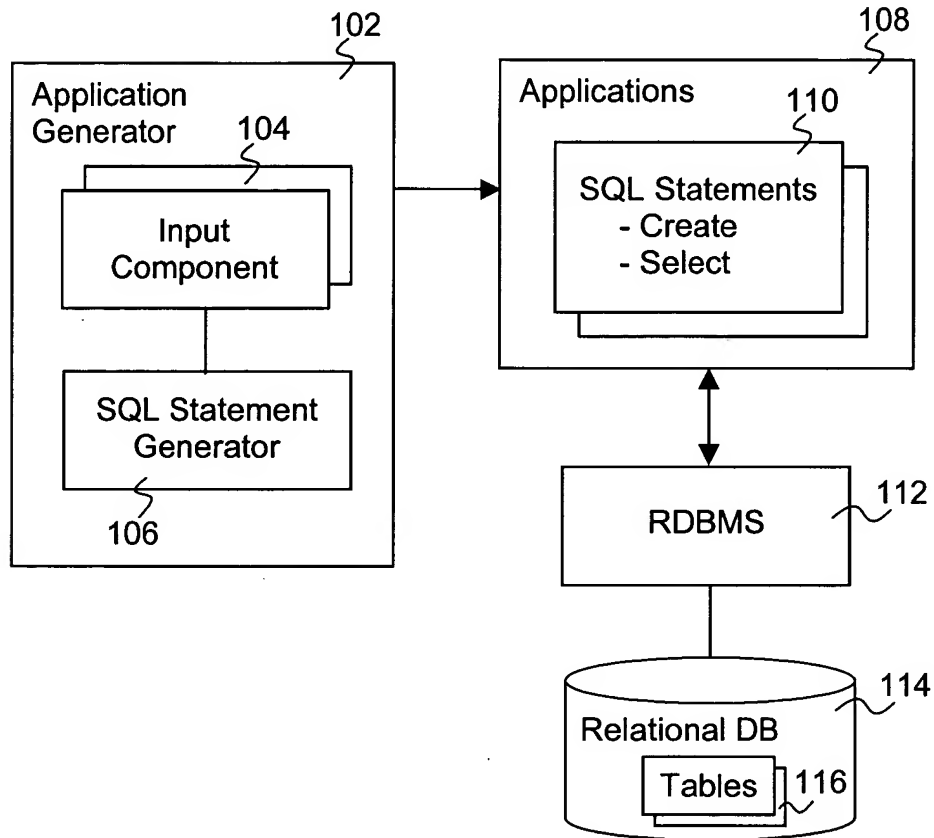 102
Application
Generator
104
Input
Component
SQL Statement
Generator
106
108
Applications
110
SQL Statements
- Create
- Select
RDBMS
112
114
Relational DB
Tables
116